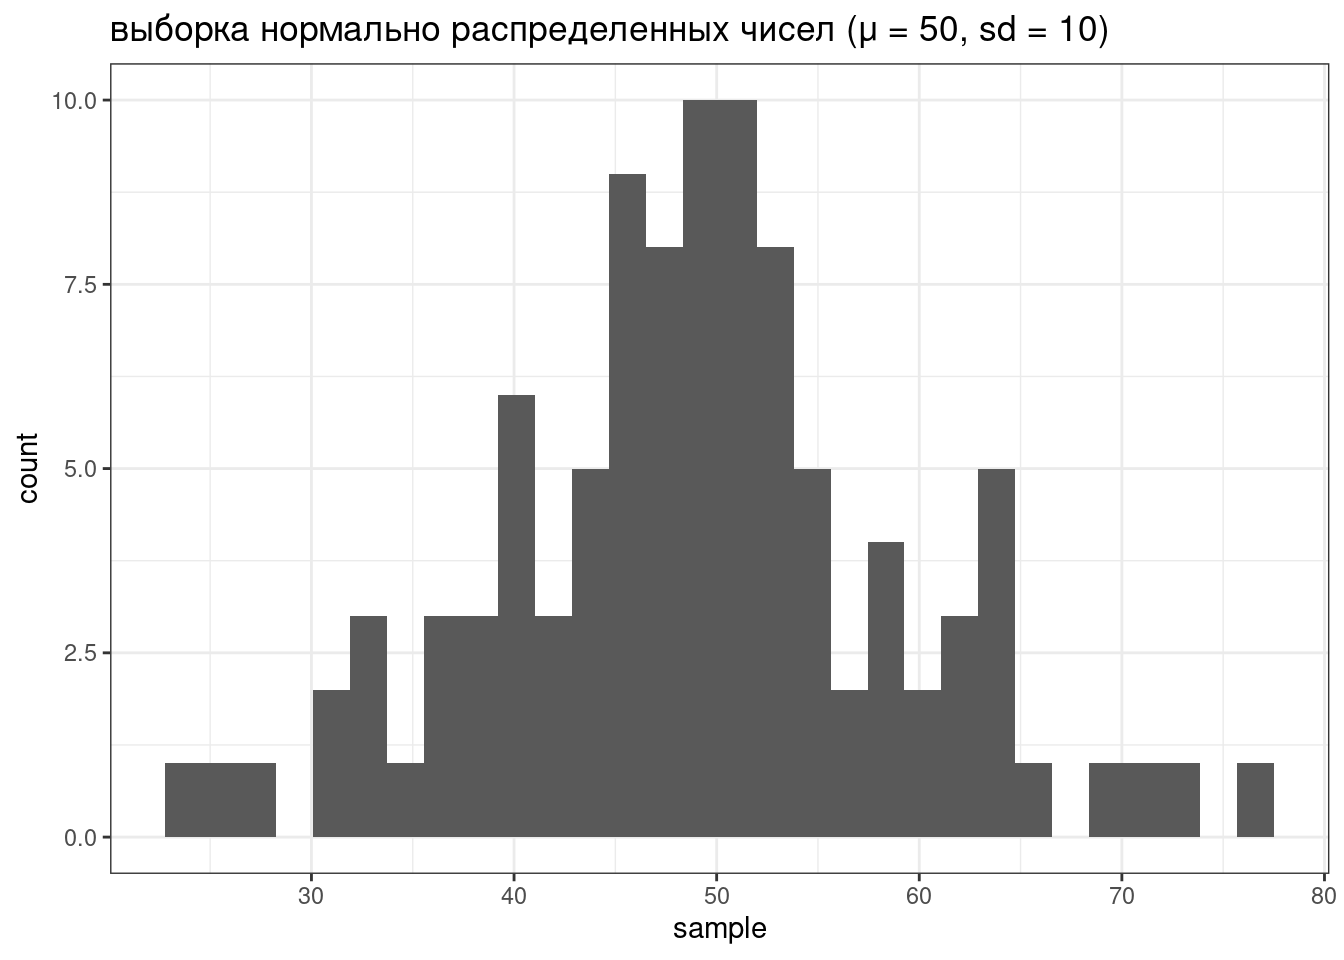 выборка нормально распределенных чисел (μ = 50, sd = 10)
10.0
7.5
5.0
2.5
0.0
count
30 40 50 60 70 80
sample